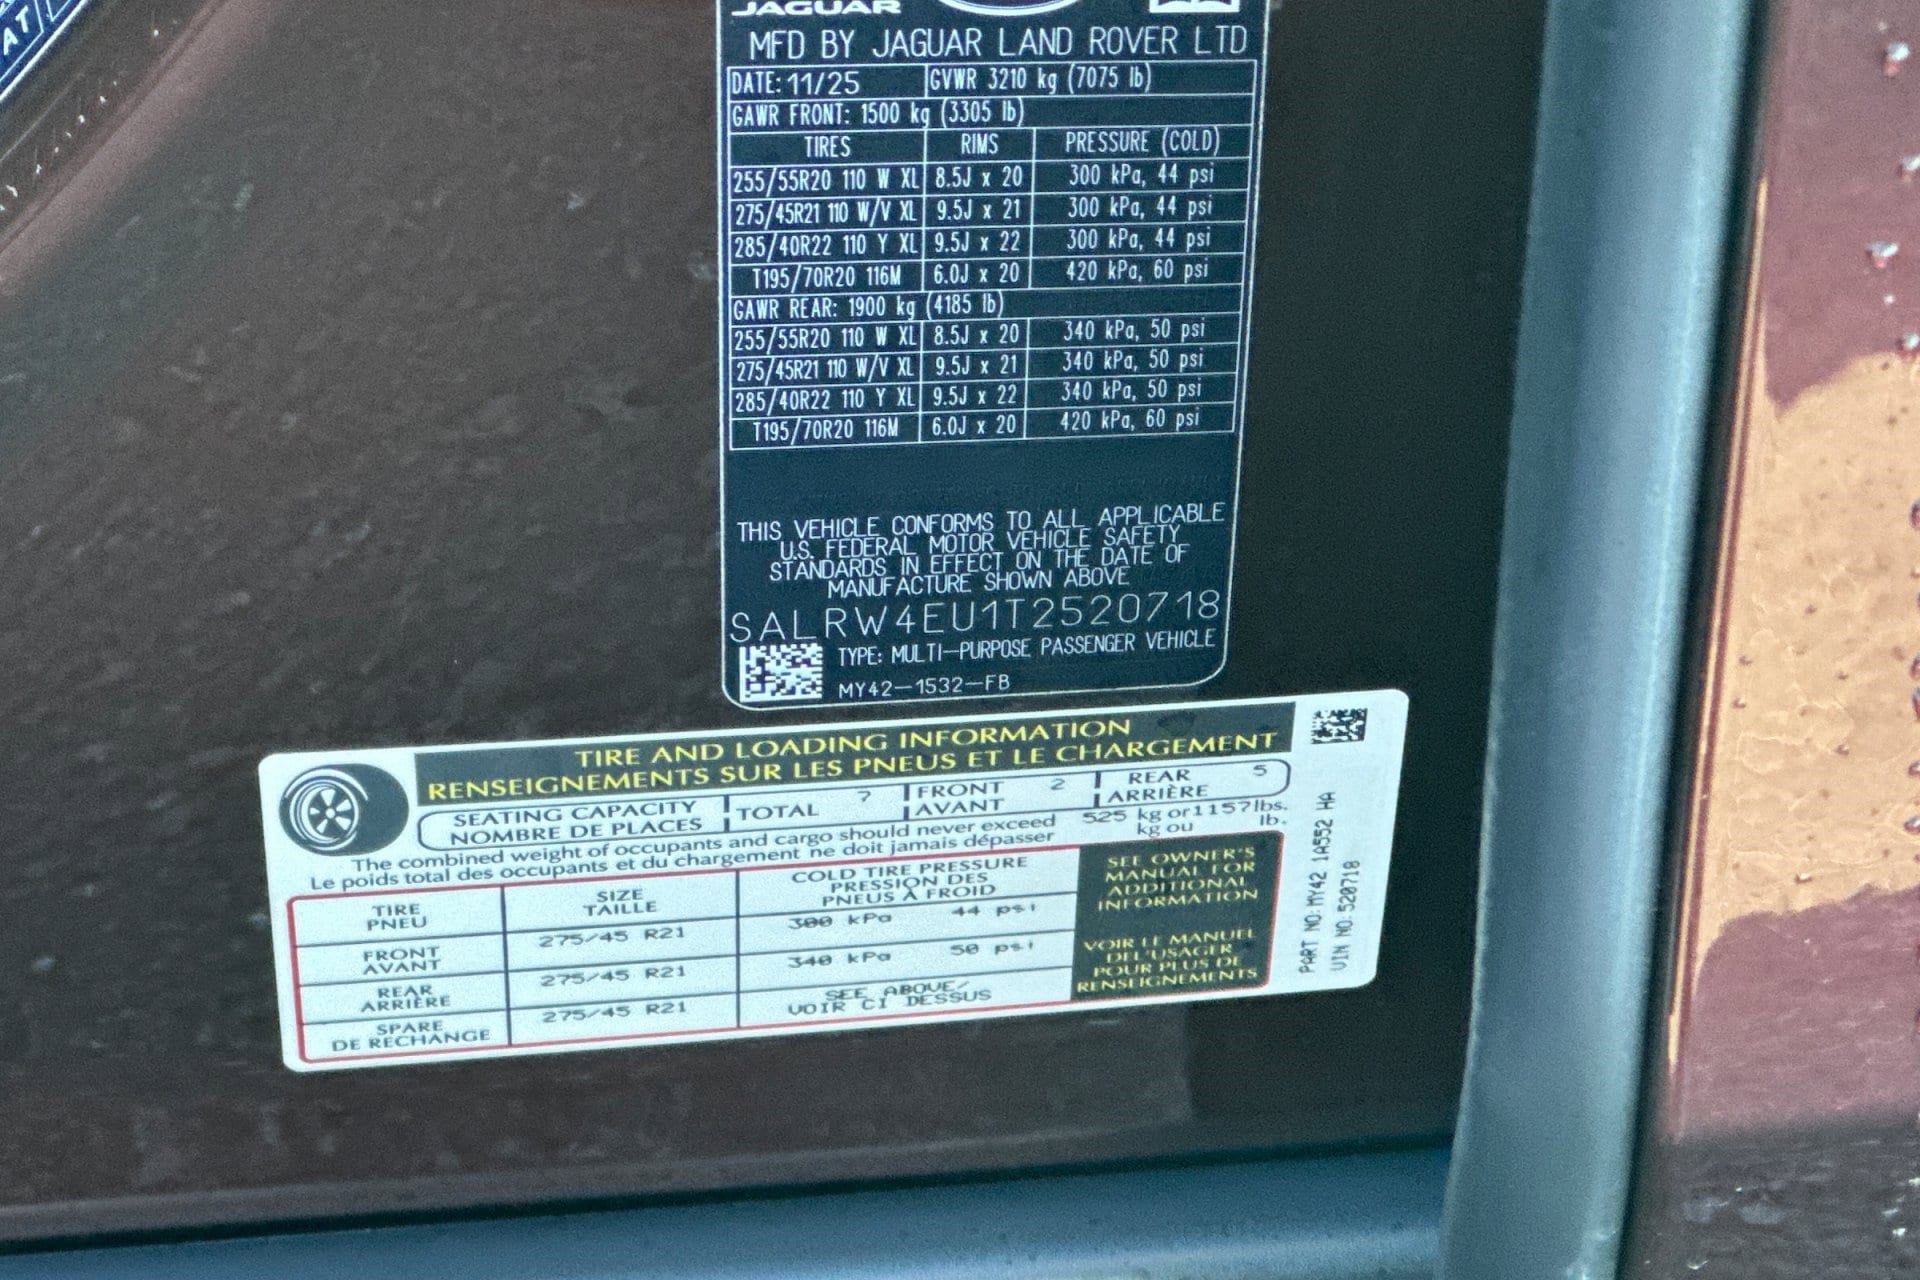 AT
JAGUAR
MFD BY JAGUAR LAND ROVER LTD
DATE: 11/25 GVWR 3210 kg (7075 lb)
GAWR FRONT: 1500 kg (3305 lb)
TIRES RIMS PRESSURE (COLD)
255/55R20 110 W XL 8.5J x 20 300 kPa, 44 psi
275/45R21 110 W/V XL 9.5J x 21 300 kPa, 44 psi
285/40R22 110 Y XL 9.5J x 22 300 kPa, 44 psi
T195/70R20 116M 6.0J x 20 420 kPa, 60 psi
GAWR REAR: 1900 kg (4185 lb)
255/55R20 110 W XL 8.5J x 20 340 kPa, 50 psi
275/45R21 110 W/V XL 9.5J x 21 340 kPa, 50 psi
285/40R22 110 Y XL 9.5J x 22 340 kPa, 50 psi
T195/70R20 116M 6.0J x 20 420 kPa, 60 psi
THIS VEHICLE CONFORMS TO ALL APPLICABLE
U.S. FEDERAL MOTOR VEHICLE SAFETY
STANDARDS IN EFFECT ON THE DATE OF
MANUFACTURE SHOWN ABOVE
SALRW4EU1T2520718
TYPE: MULTI-PURPOSE PASSENGER VEHICLE
MY42-1532-FB
TIRE AND LOADING INFORMATION
RENSEIGNEMENTS SUR LES PNEUS ET LE CHARGEMENT
SEATING CAPACITY TOTAL 7 FRONT 2 REAR 5
NOMBRE DE PLACES AVANT ARRIÈRE
The combined weight of occupants and cargo should never exceed 525 kg or 1157 lbs.
Le poids total des occupants et du chargement ne doit jamais dépasser kg ou lb.
TIRE SIZE COLD TIRE PRESSURE
PNEU TAILLE PRESSION DES
PNEUS À FROID
FRONT 275/45 R21 300 kPa 44 psi
AVANT
REAR 275/45 R21 340 kPa 50 psi
ARRIÈRE
SPARE 275/45 R21 SEE ABOVE/
DE RECHANGE VOIR CI DESSUS
SEE OWNER'S
MANUAL FOR
ADDITIONAL
INFORMATION
VOIR LE MANUEL
DE L'USAGER
POUR PLUS DE
RENSEIGNEMENTS
PART NO: MY42 1A552 HA
VIN NO: 520718